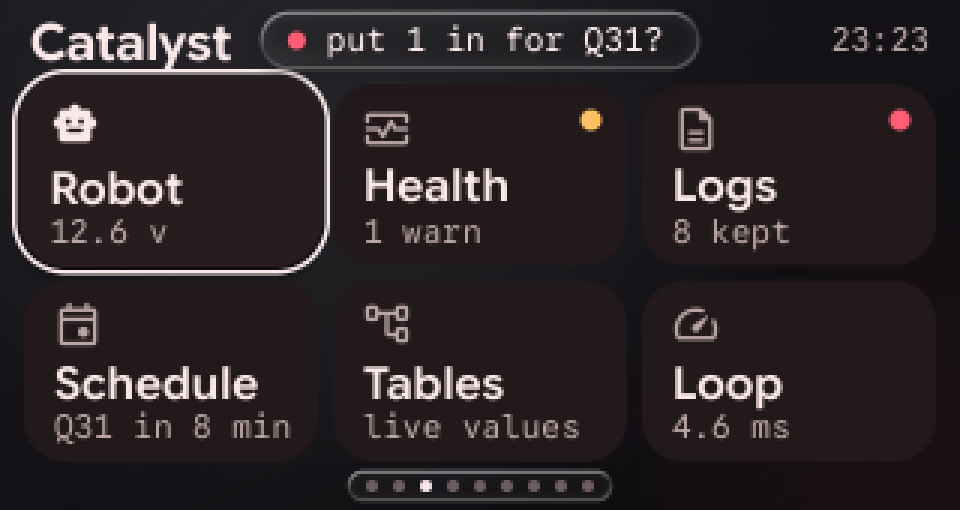 Catalyst
put 1 in for Q31?
23:23
Robot
12.6 v
Health
1 warn
Logs
8 kept
Schedule
Q31 in 8 min
Tables
live values
Loop
4.6 ms